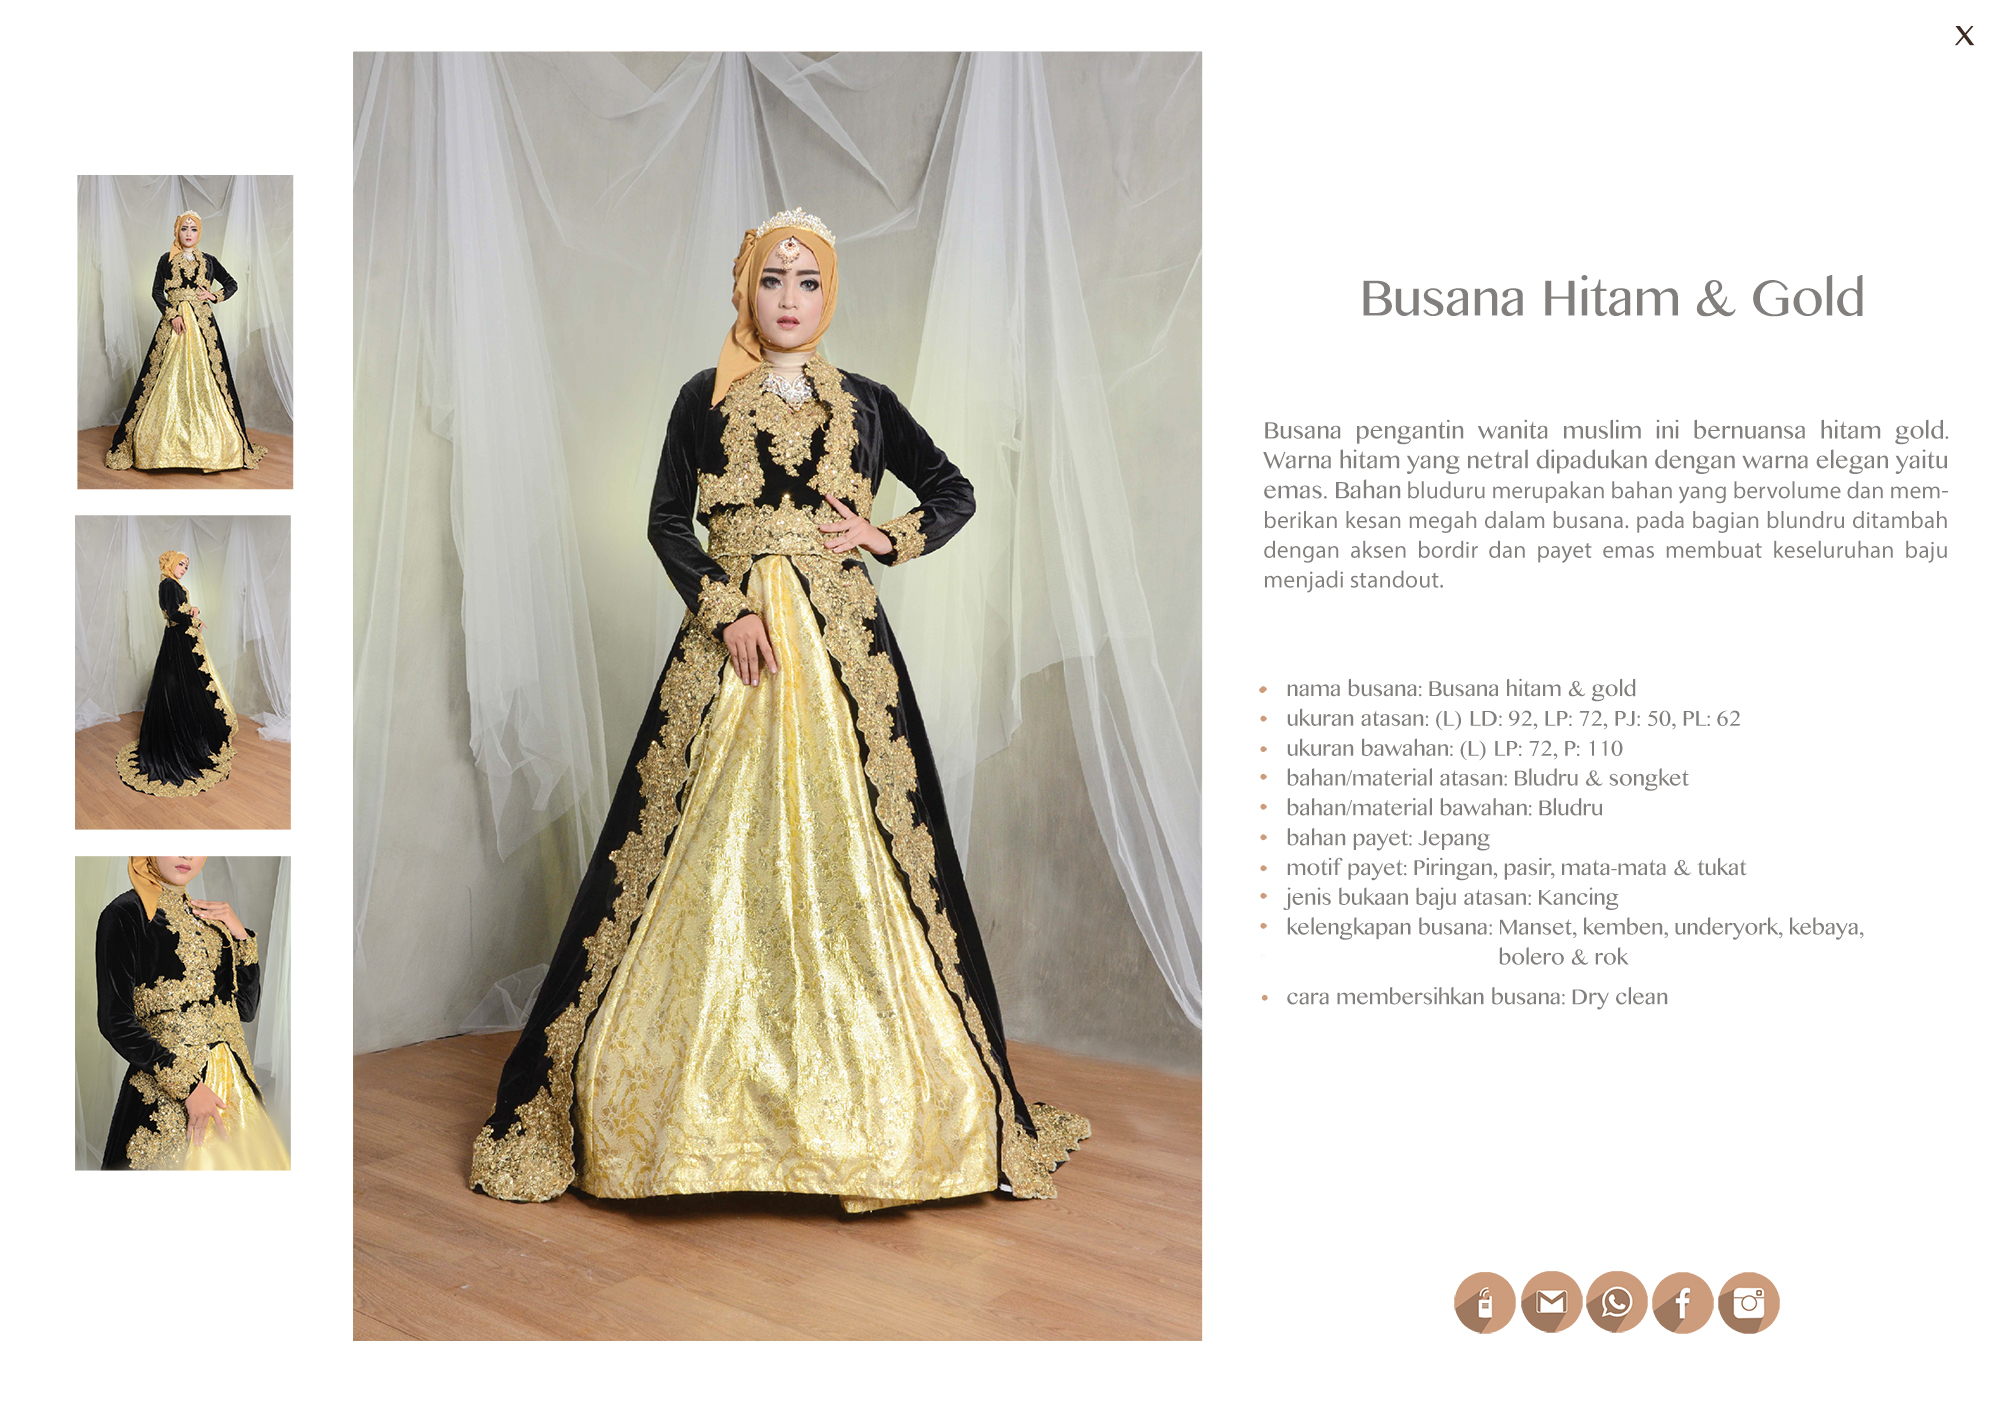 X
Busana Hitam & Gold
Busana pengantin wanita muslim ini bernuansa hitam gold.
Warna hitam yang netral dipadukan dengan warna elegan yaitu
emas. Bahan bluduru merupakan bahan yang bervolume dan mem-
berikan kesan megah dalam busana. pada bagian blundru ditambah
dengan aksen bordir dan payet emas membuat keseluruhan baju
menjadi standout.
• nama busana: Busana hitam & gold
• ukuran atasan: (L) LD: 92, LP: 72, PJ: 50, PL: 62
• ukuran bawahan: (L) LP: 72, P: 110
• bahan/material atasan: Bludru & songket
• bahan/material bawahan: Bludru
• bahan payet: Jepang
• motif payet: Piringan, pasir, mata-mata & tukat
• jenis bukaan baju atasan: Kancing
• kelengkapan busana: Manset, kemben, underyork, kebaya,
bolero & rok
• cara membersihkan busana: Dry clean